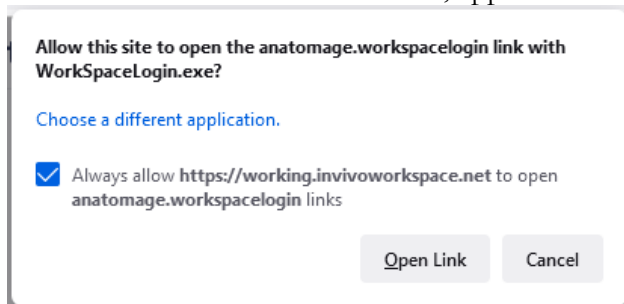 Allow this site to open the anatomage.workspacelogin link with
WorkSpaceLogin.exe?
Choose a different application.
Always allow https://working.invivoworkspace.net to open
anatomage.workspacelogin links
Open Link Cancel